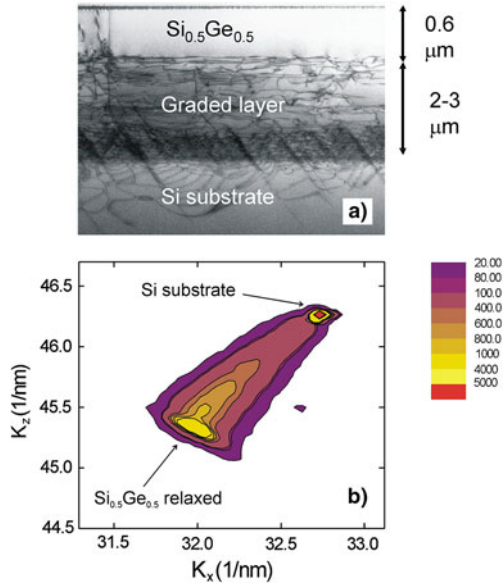 Si0.5Ge0.5
0.6
μm
Graded layer
2-3
μm
Si substrate
a)
46.5
46.0
45.5
45.0
44.5
Kz(1/nm)
Si substrate
Si0.5Ge0.5 relaxed
b)
31.5
32.0
32.5
33.0
Kx(1/nm)
20.00
80.00
100.0
400.0
600.0
800.0
1000
4000
5000